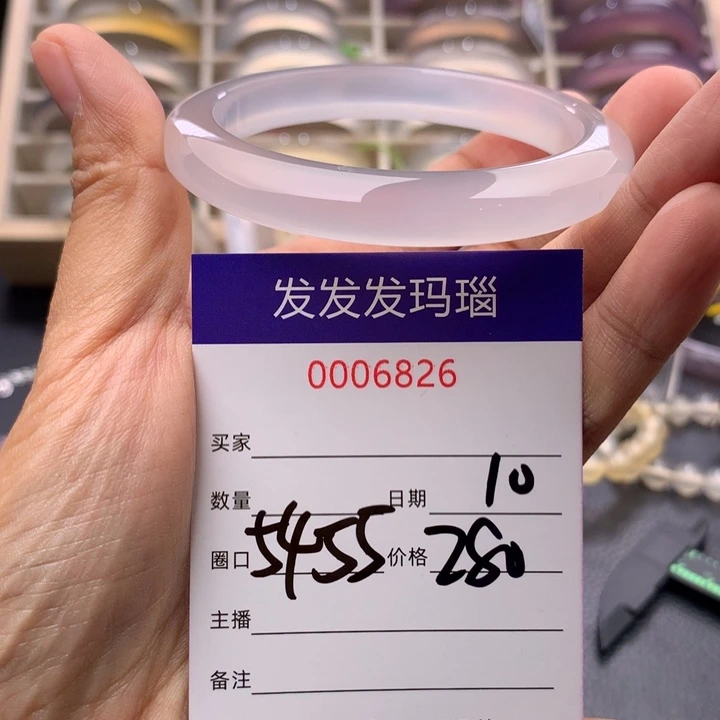 发发发玛瑙
0006826
买家
数量 日期 10
圈口 5455 价格 280
主播
备注